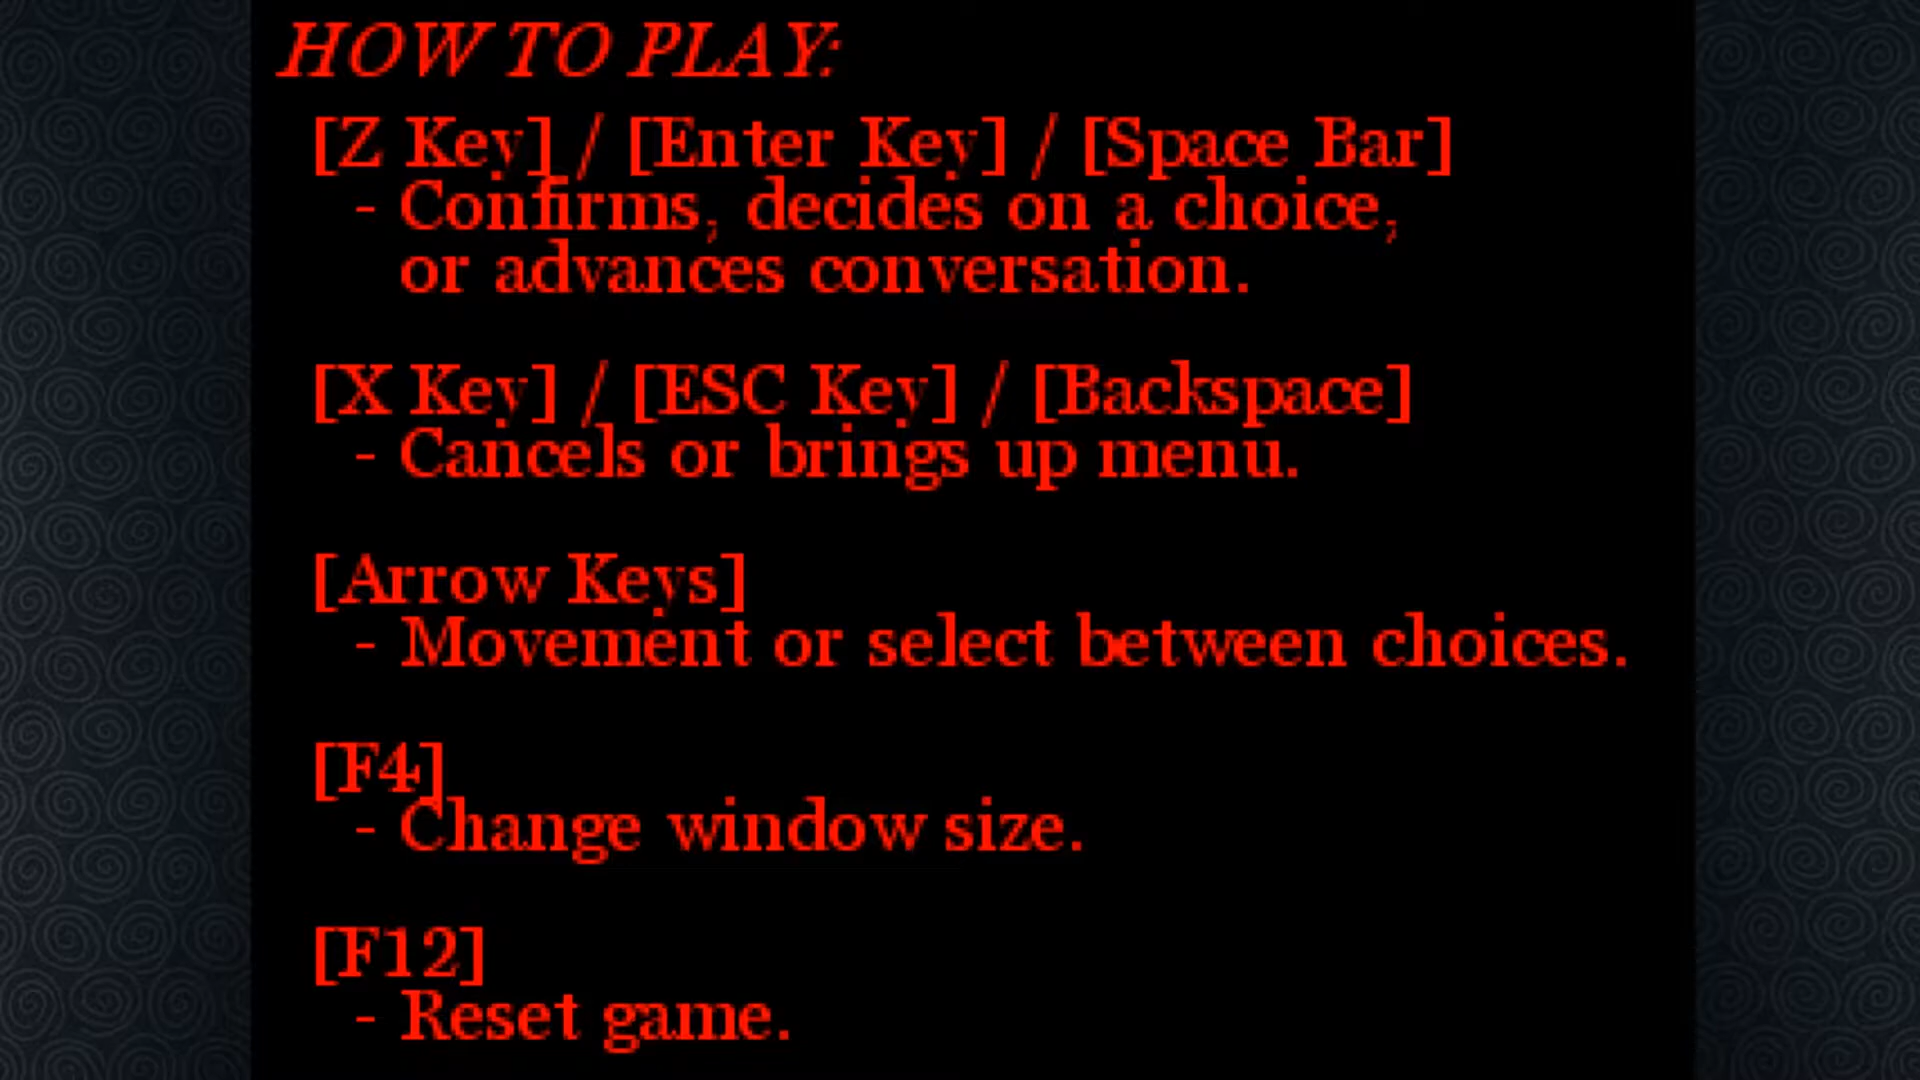 HOW TO PLAY:
[Z Key] / [Enter Key] / [Space Bar]
- Confirms, decides on a choice,
or advances conversation.
[X Key] / [ESC Key] / [Backspace]
- Cancels or brings up menu.
[Arrow Keys]
- Movement or select between choices.
[F4]
- Change window size.
[F12]
- Reset game.